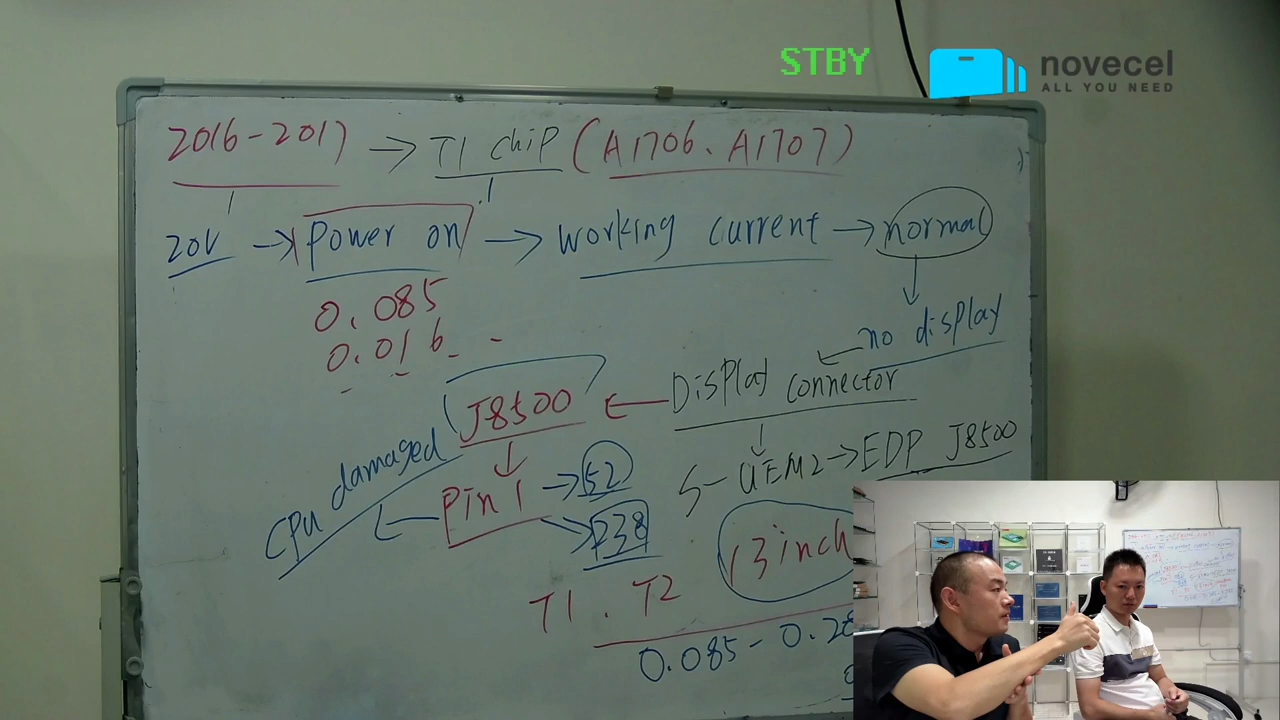 STBY
novecel
ALL YOU NEED
2016-2017 → T1 chip (A1706、A1707)
20V → Power on → working current → normal
0.085
0.016
no display
Display connector
J8500
CPU damaged
Pin 1 → 52
P38
S-UEM2 → EDP J8500
13inch
T1 . T2
0.085-0.28